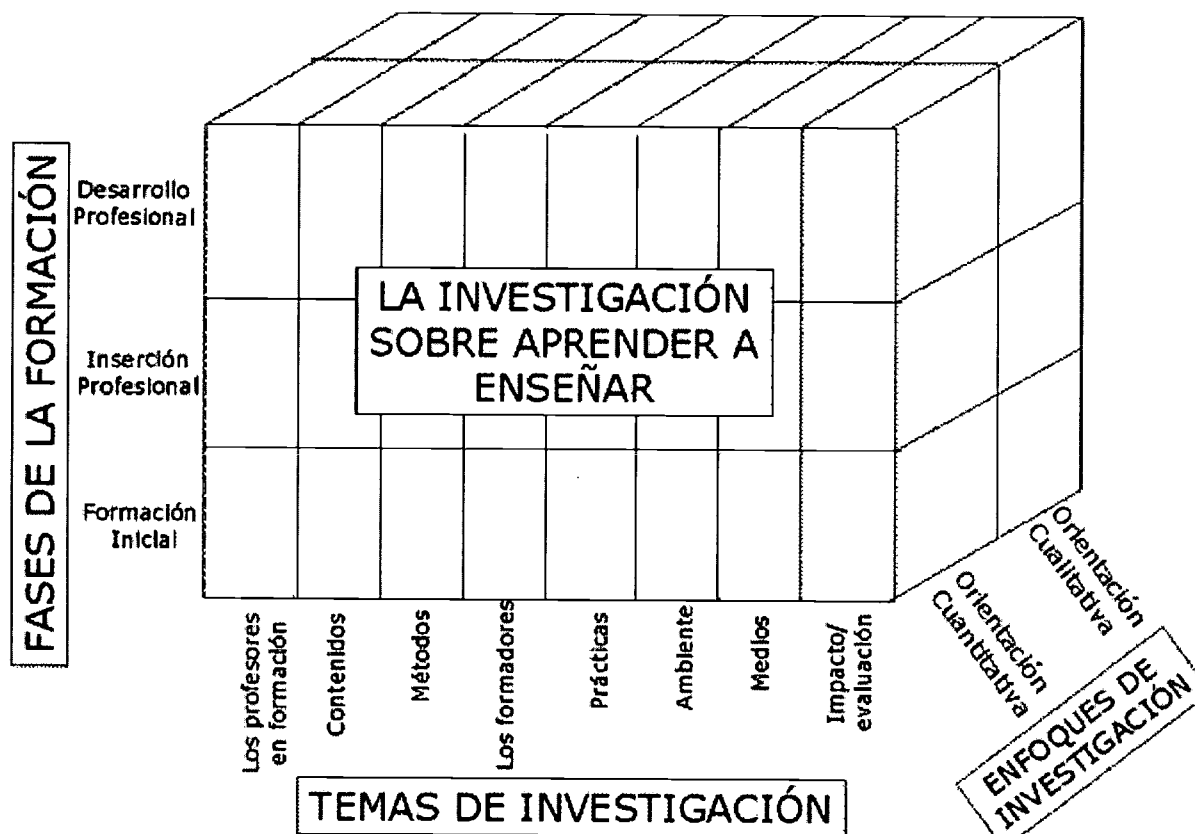 FASES DE LA FORMACIÓN
Desarrollo
Profesional
Inserción
Profesional
Formación
Inicial
LA INVESTIGACIÓN
SOBRE APRENDER A
ENSEÑAR
Los profesores
en formación
Contenidos
Métodos
Los formadores
Prácticas
Ambiente
Medios
Impacto/
evaluación
Orientación
Cuantitativa
Orientación
Cualitativa
TEMAS DE INVESTIGACIÓN
ENFOQUES DE
INVESTIGACIÓN